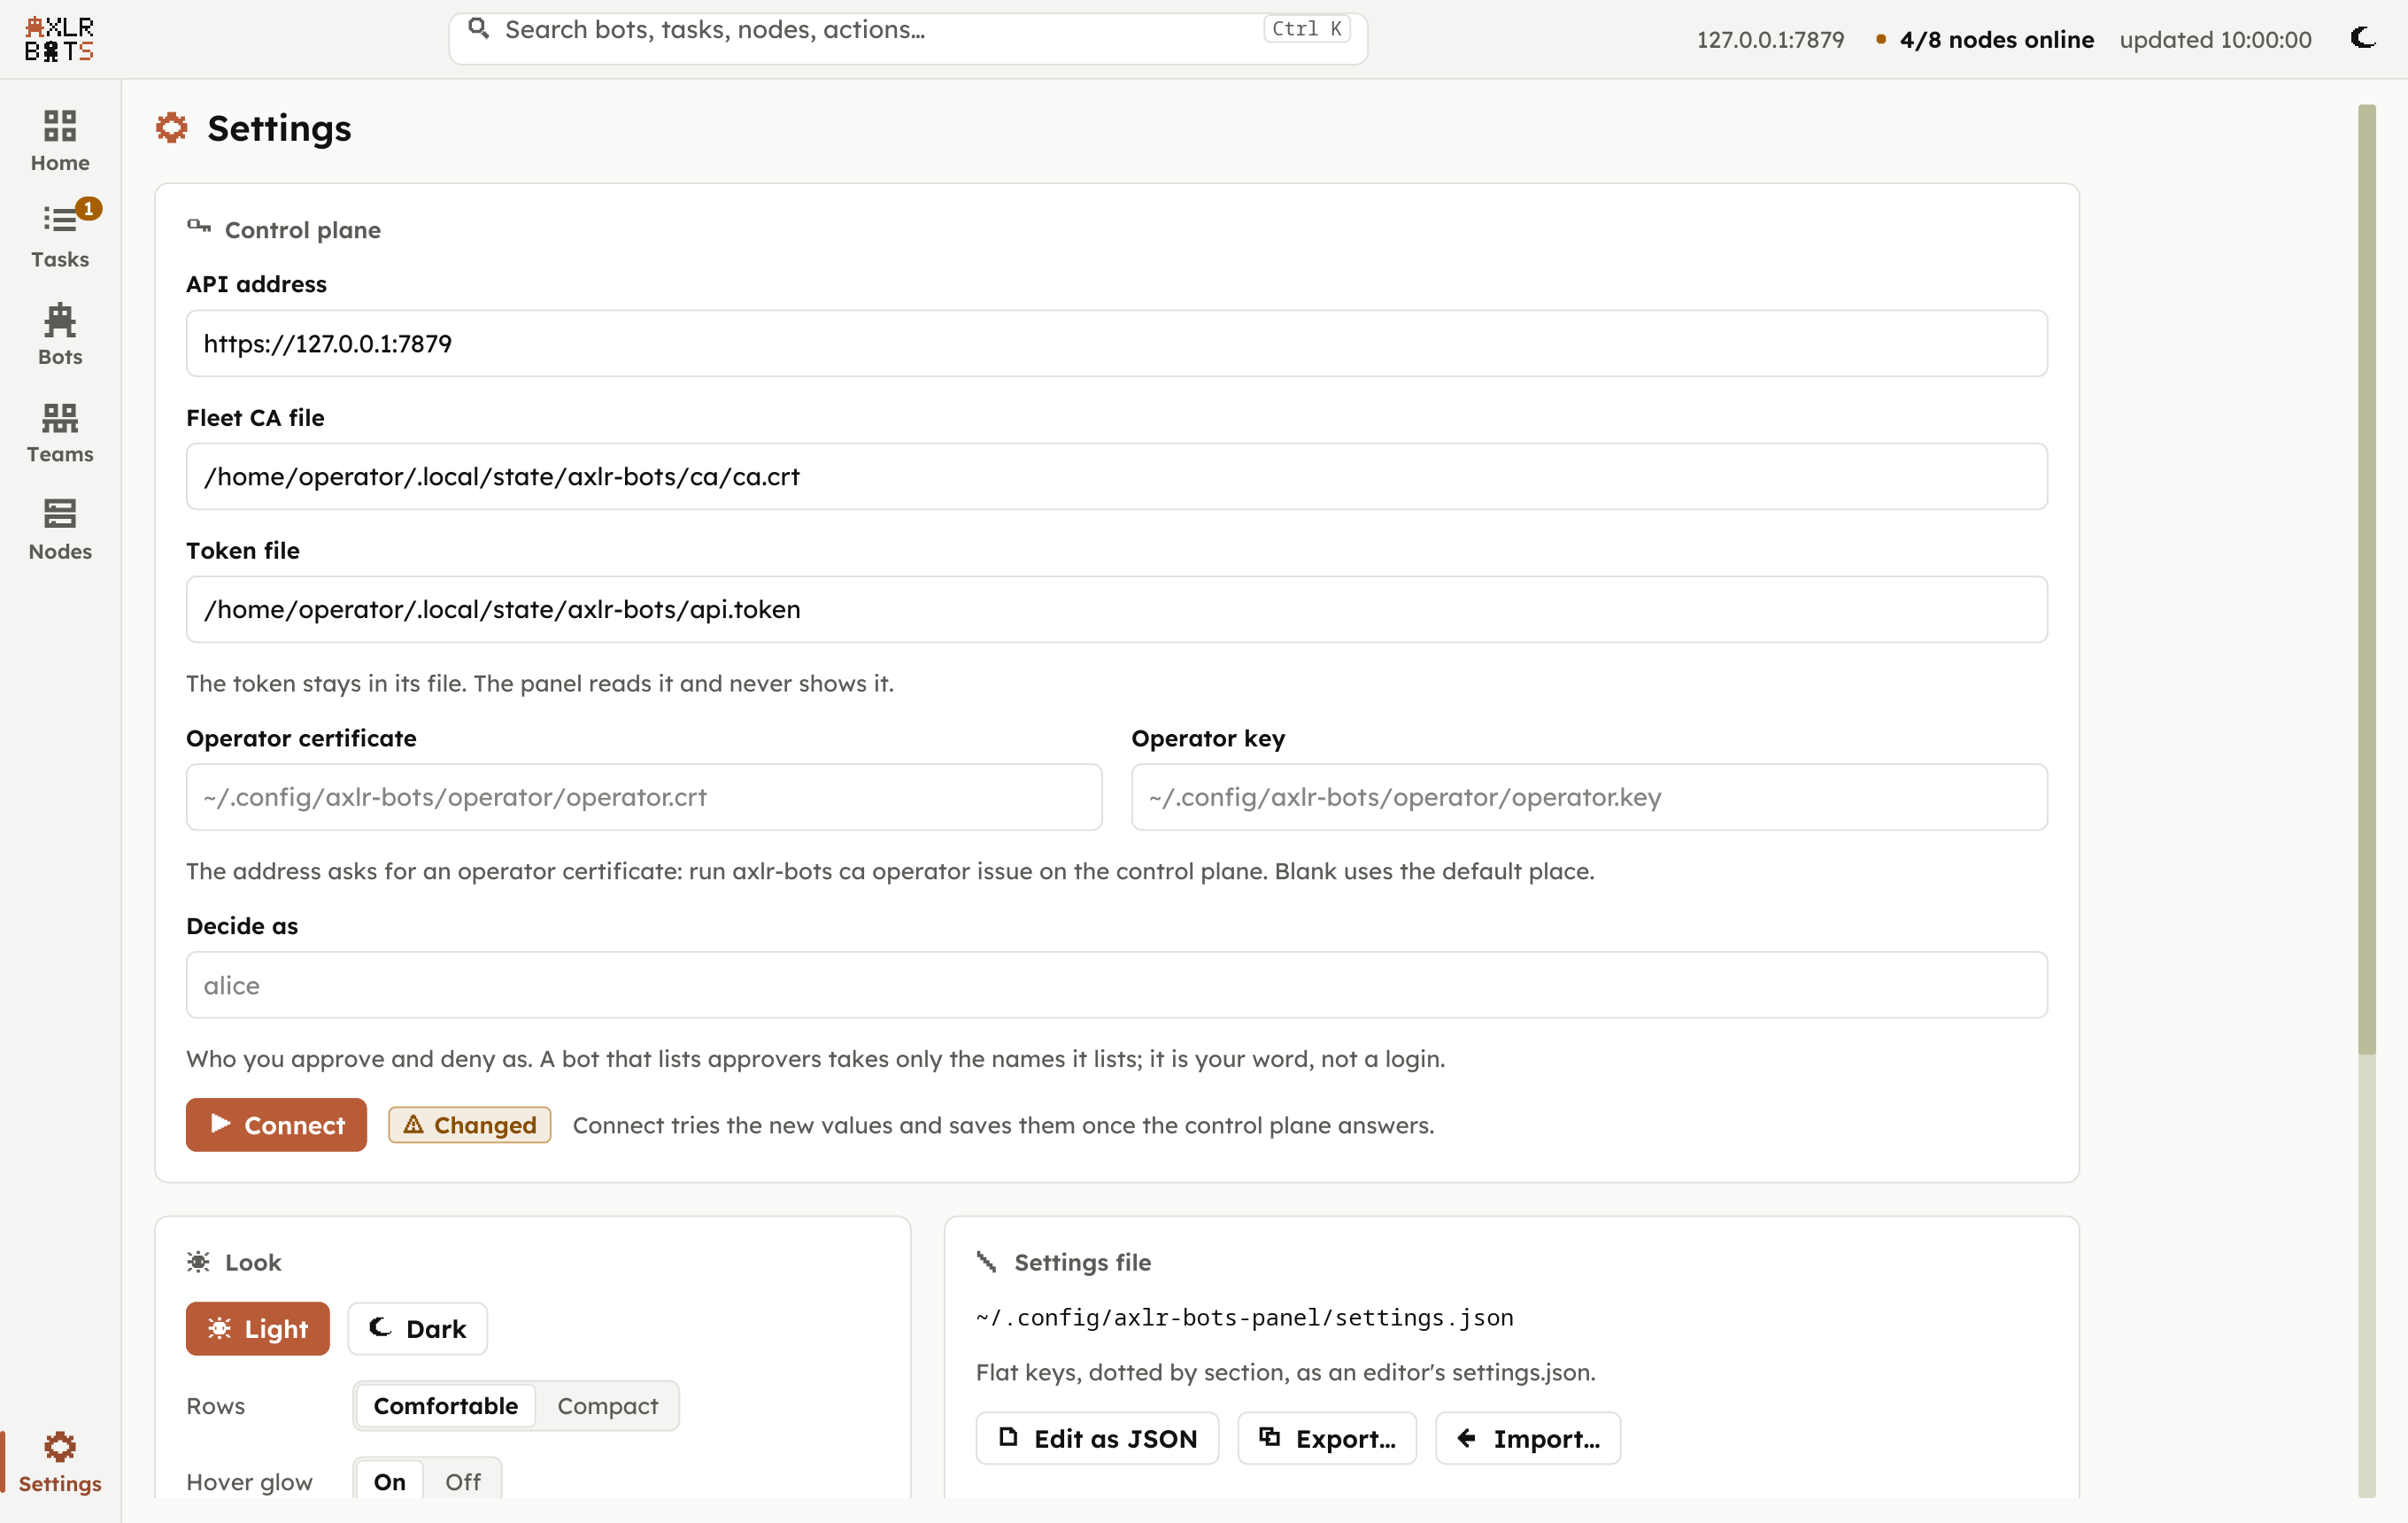 AXLR
BOTS
Search bots, tasks, nodes, actions...
Ctrl K
127.0.0.1:7879
4/8 nodes online
updated 10:00:00
Home
1
Tasks
Bots
Teams
Nodes
Settings
Settings
Control plane
API address
https://127.0.0.1:7879
Fleet CA file
/home/operator/.local/state/axlr-bots/ca/ca.crt
Token file
/home/operator/.local/state/axlr-bots/api.token
The token stays in its file. The panel reads it and never shows it.
Operator certificate
~/.config/axlr-bots/operator/operator.crt
Operator key
~/.config/axlr-bots/operator/operator.key
The address asks for an operator certificate: run axlr-bots ca operator issue on the control plane. Blank uses the default place.
Decide as
alice
Who you approve and deny as. A bot that lists approvers takes only the names it lists; it is your word, not a login.
Connect
Changed
Connect tries the new values and saves them once the control plane answers.
Look
Light
Dark
Rows
Comfortable
Compact
Hover glow
On
Off
Settings file
~/.config/axlr-bots-panel/settings.json
Flat keys, dotted by section, as an editor's settings.json.
Edit as JSON
Export...
Import...